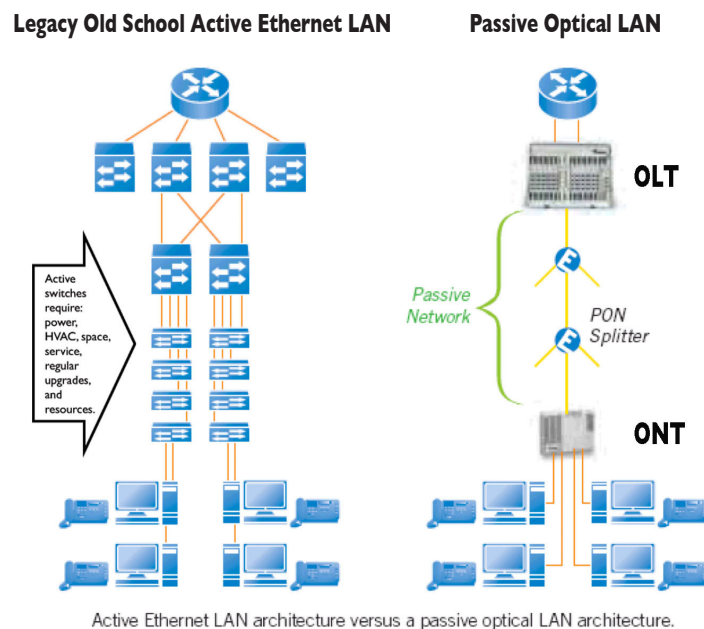 Legacy Old School Active Ethernet LAN
Passive Optical LAN
OLT
Active
switches
require:
power,
HVAC, space,
service,
regular
upgrades,
and
resources.
Passive
Network
E
PON
Splitter
E
ONT
Active Ethernet LAN architecture versus a passive optical LAN architecture.